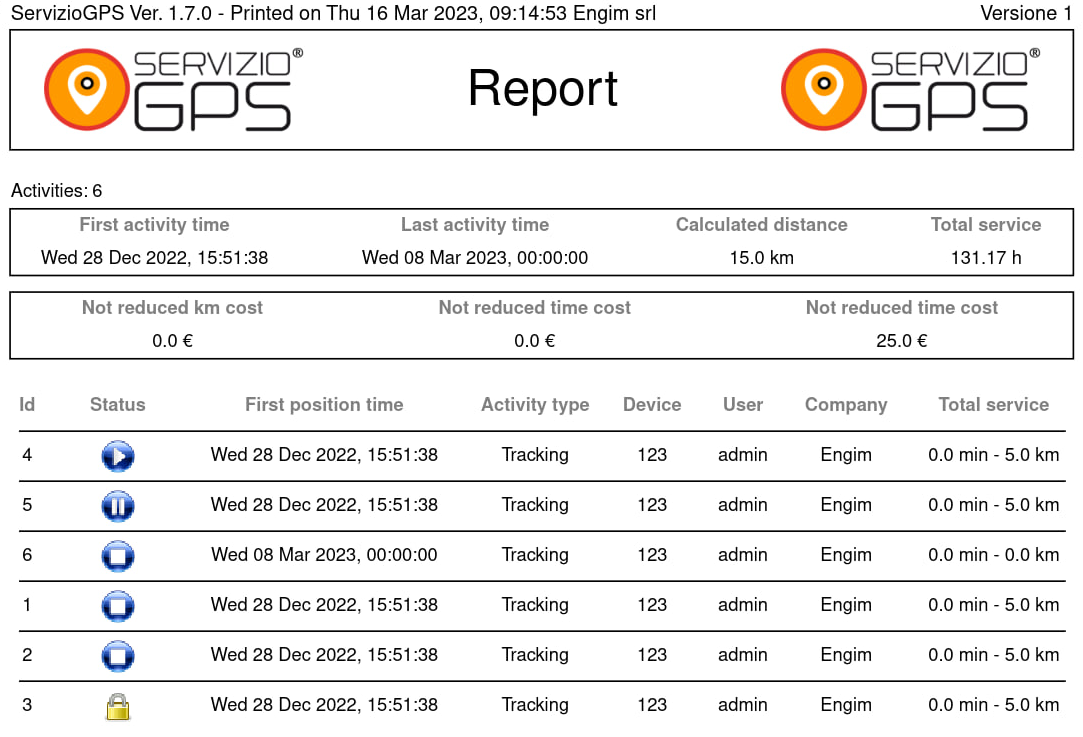 ServizioGPS Ver. 1.7.0 - Printed on Thu 16 Mar 2023, 09:14:53 Engim srl Versione 1
SERVIZIO®
GPS
Report
SERVIZIO®
GPS
Activities: 6
First activity time Last activity time Calculated distance Total service
Wed 28 Dec 2022, 15:51:38 Wed 08 Mar 2023, 00:00:00 15.0 km 131.17 h
Not reduced km cost Not reduced time cost Not reduced time cost
0.0 € 0.0 € 25.0 €
Id Status First position time Activity type Device User Company Total service
4 Wed 28 Dec 2022, 15:51:38 Tracking 123 admin Engim 0.0 min - 5.0 km
5 Wed 28 Dec 2022, 15:51:38 Tracking 123 admin Engim 0.0 min - 5.0 km
6 Wed 08 Mar 2023, 00:00:00 Tracking 123 admin Engim 0.0 min - 0.0 km
1 Wed 28 Dec 2022, 15:51:38 Tracking 123 admin Engim 0.0 min - 5.0 km
2 Wed 28 Dec 2022, 15:51:38 Tracking 123 admin Engim 0.0 min - 5.0 km
3 Wed 28 Dec 2022, 15:51:38 Tracking 123 admin Engim 0.0 min - 5.0 km